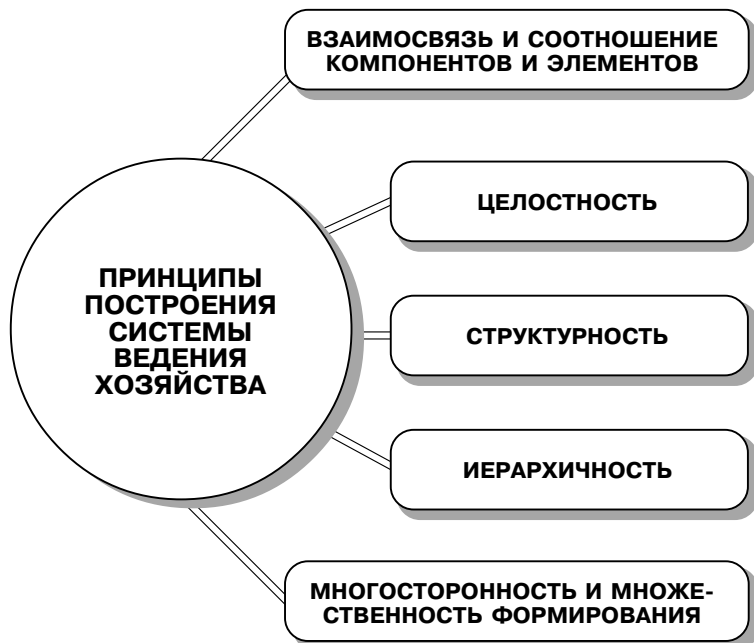 ВЗАИМОСВЯЗЬ И СООТНОШЕНИЕ
КОМПОНЕНТОВ И ЭЛЕМЕНТОВ
ЦЕЛОСТНОСТЬ
ПРИНЦИПЫ
ПОСТРОЕНИЯ
СИСТЕМЫ
ВЕДЕНИЯ
ХОЗЯЙСТВА
СТРУКТУРНОСТЬ
ИЕРАРХИЧНОСТЬ
МНОГОСТОРОННОСТЬ И МНОЖЕ-
СТВЕННОСТЬ ФОРМИРОВАНИЯ